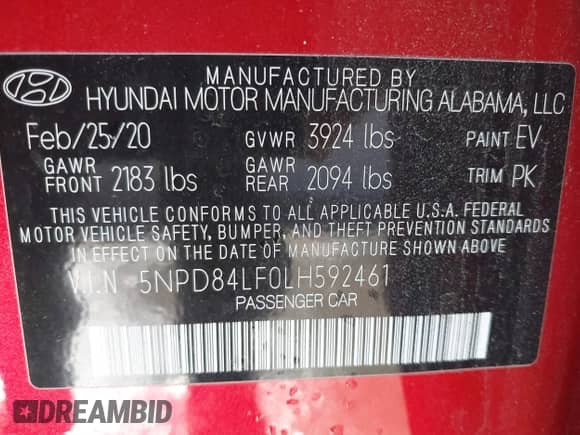 MANUFACTURED BY
HYUNDAI MOTOR MANUFACTURING ALABAMA, LLC
Feb/25/20 GVWR 3924 lbs PAINT EV
GAWR FRONT 2183 lbs GAWR REAR 2094 lbs TRIM PK
THIS VEHICLE CONFORMS TO ALL APPLICABLE U.S.A. FEDERAL
MOTOR VEHICLE SAFETY, BUMPER, AND THEFT PREVENTION STANDARDS
IN EFFECT ON THE DATE OF MANUFACTURE SHOWN ABOVE.
V.I.N 5NPD84LF0LH592461
PASSENGER CAR
DREAMBID